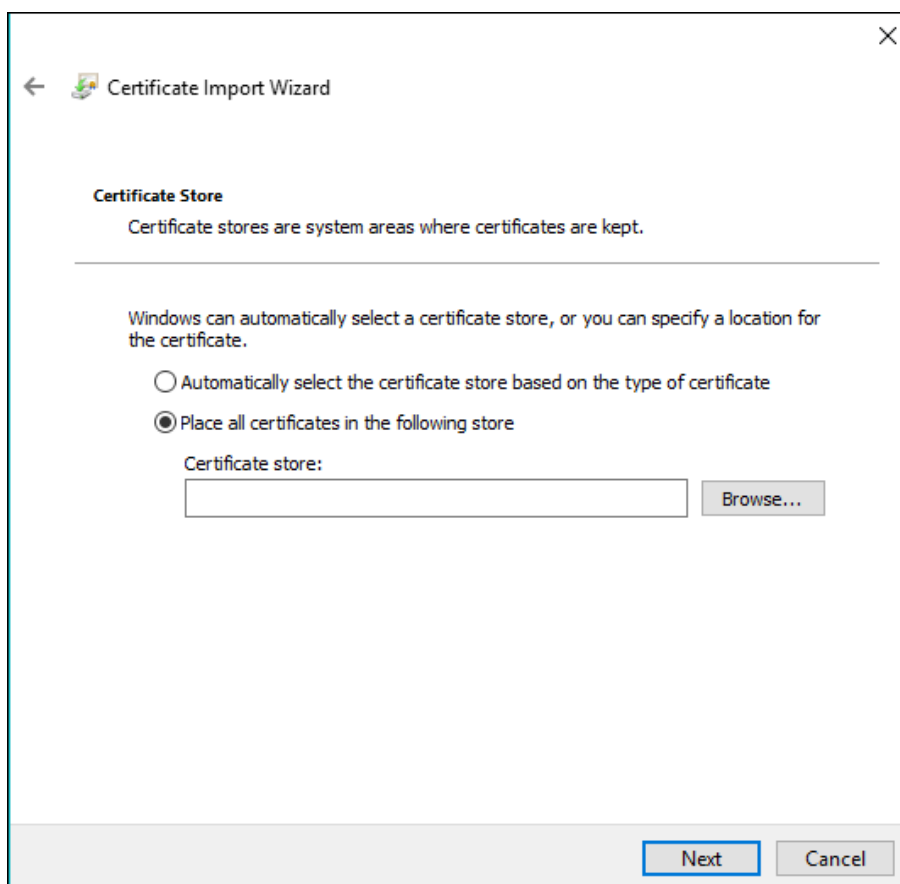 Certificate Import Wizard
Certificate Store
Certificate stores are system areas where certificates are kept.
Windows can automatically select a certificate store, or you can specify a location for
the certificate.
Automatically select the certificate store based on the type of certificate
Place all certificates in the following store
Certificate store:
Browse...
Next
Cancel